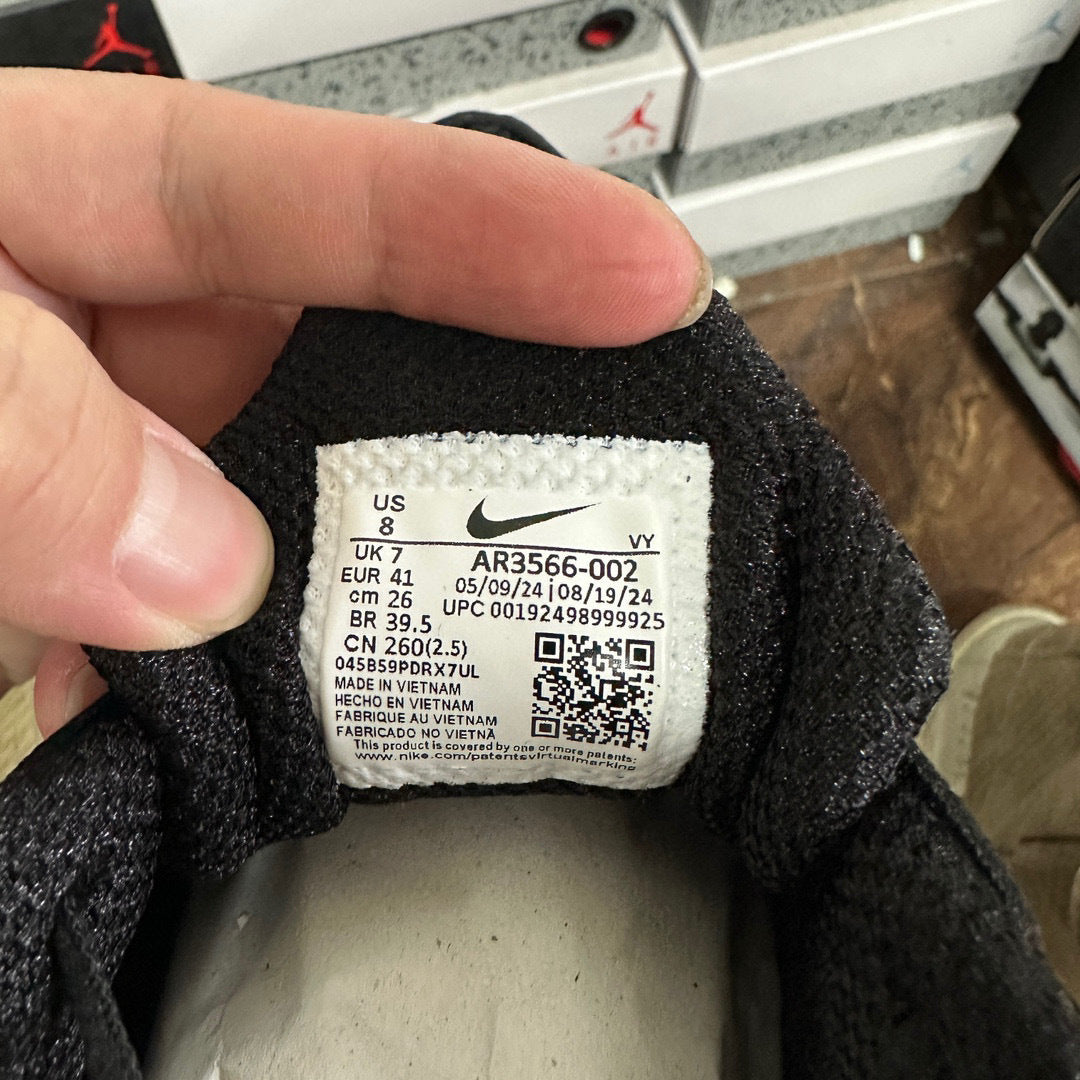 AIR
US
8
VY
UK 7
AR3566-002
EUR 41
05/09/24|08/19/24
cm 26
UPC 00192498999925
BR 39.5
CN 260(2.5)
045B59PDRX7UL
MADE IN VIETNAM
HECHO EN VIETNAM
FABRIQUE AU VIETNAM
FABRICADO NO VIETNÃ
This product is covered by one or more patents:
www.nike.com/patentsvirtualmarking